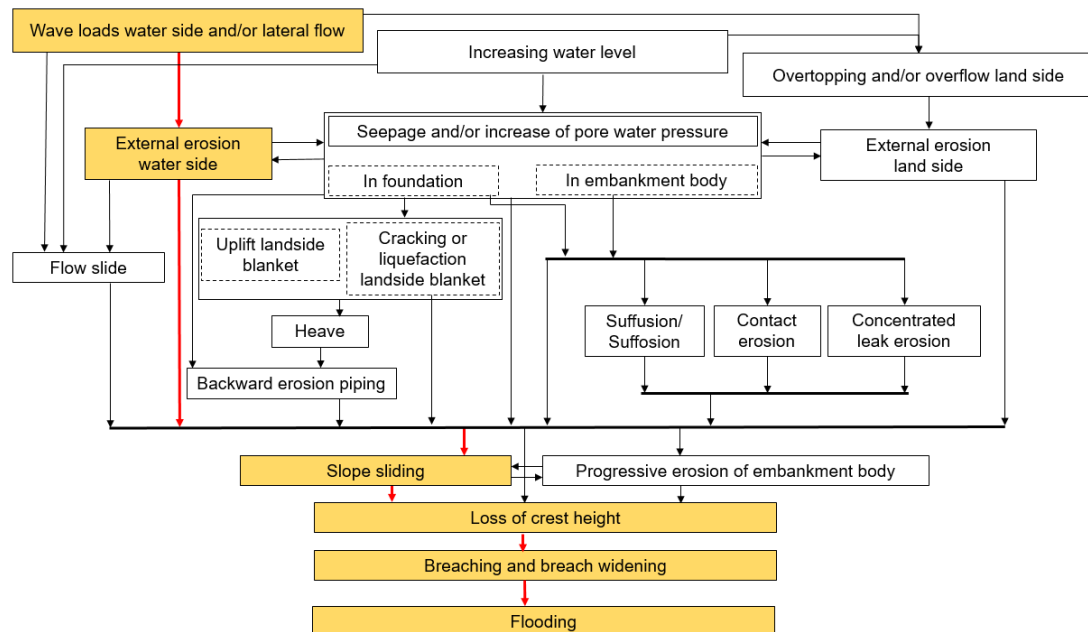 Wave loads water side and/or lateral flow
Increasing water level
Overtopping and/or overflow land side
Seepage and/or increase of pore water pressure
External erosion
water side
External erosion
land side
In foundation
In embankment body
Uplift landside
blanket
Cracking or
liquefaction
landside blanket
Flow slide
Heave
Suffusion/
Suffosion
Contact
erosion
Concentrated
leak erosion
Backward erosion piping
Slope sliding
Progressive erosion of embankment body
Loss of crest height
Breaching and breach widening
Flooding